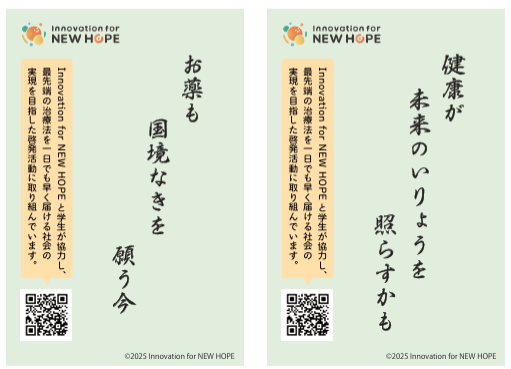 Innovation for
NEW HOPE
お薬も
国境なきを
願う今
Innovation for NEW HOPE と学生が協力し、
最先端の治療法を一日でも早く届ける社会の
実現を目指した啓発活動に取り組んでいます。
©2025 Innovation for NEW HOPE
Innovation for
NEW HOPE
健康が
未来のいりょうを
照らすかも
Innovation for NEW HOPE と学生が協力し、
最先端の治療法を一日でも早く届ける社会の
実現を目指した啓発活動に取り組んでいます。
©2025 Innovation for NEW HOPE